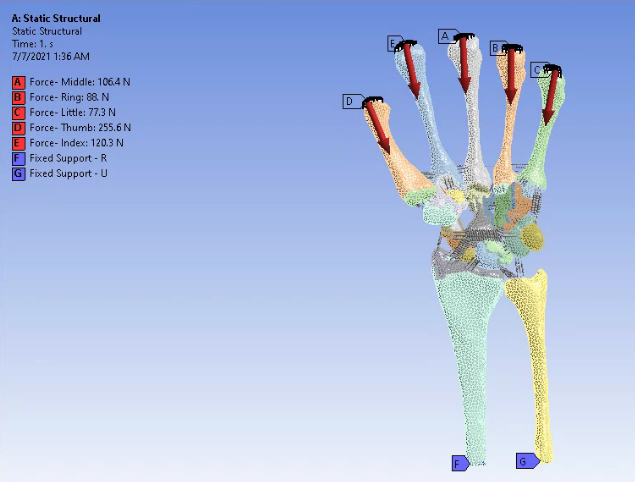 A: Static Structural
Static Structural
Time: 1. s
7/7/2021 1:36 AM
A Force- Middle: 106.4 N
B Force- Ring: 88. N
C Force- Little: 77.3 N
D Force- Thumb: 255.6 N
E Force- Index: 120.3 N
F Fixed Support - R
G Fixed Support - U
E
A
B
C
D
F
G